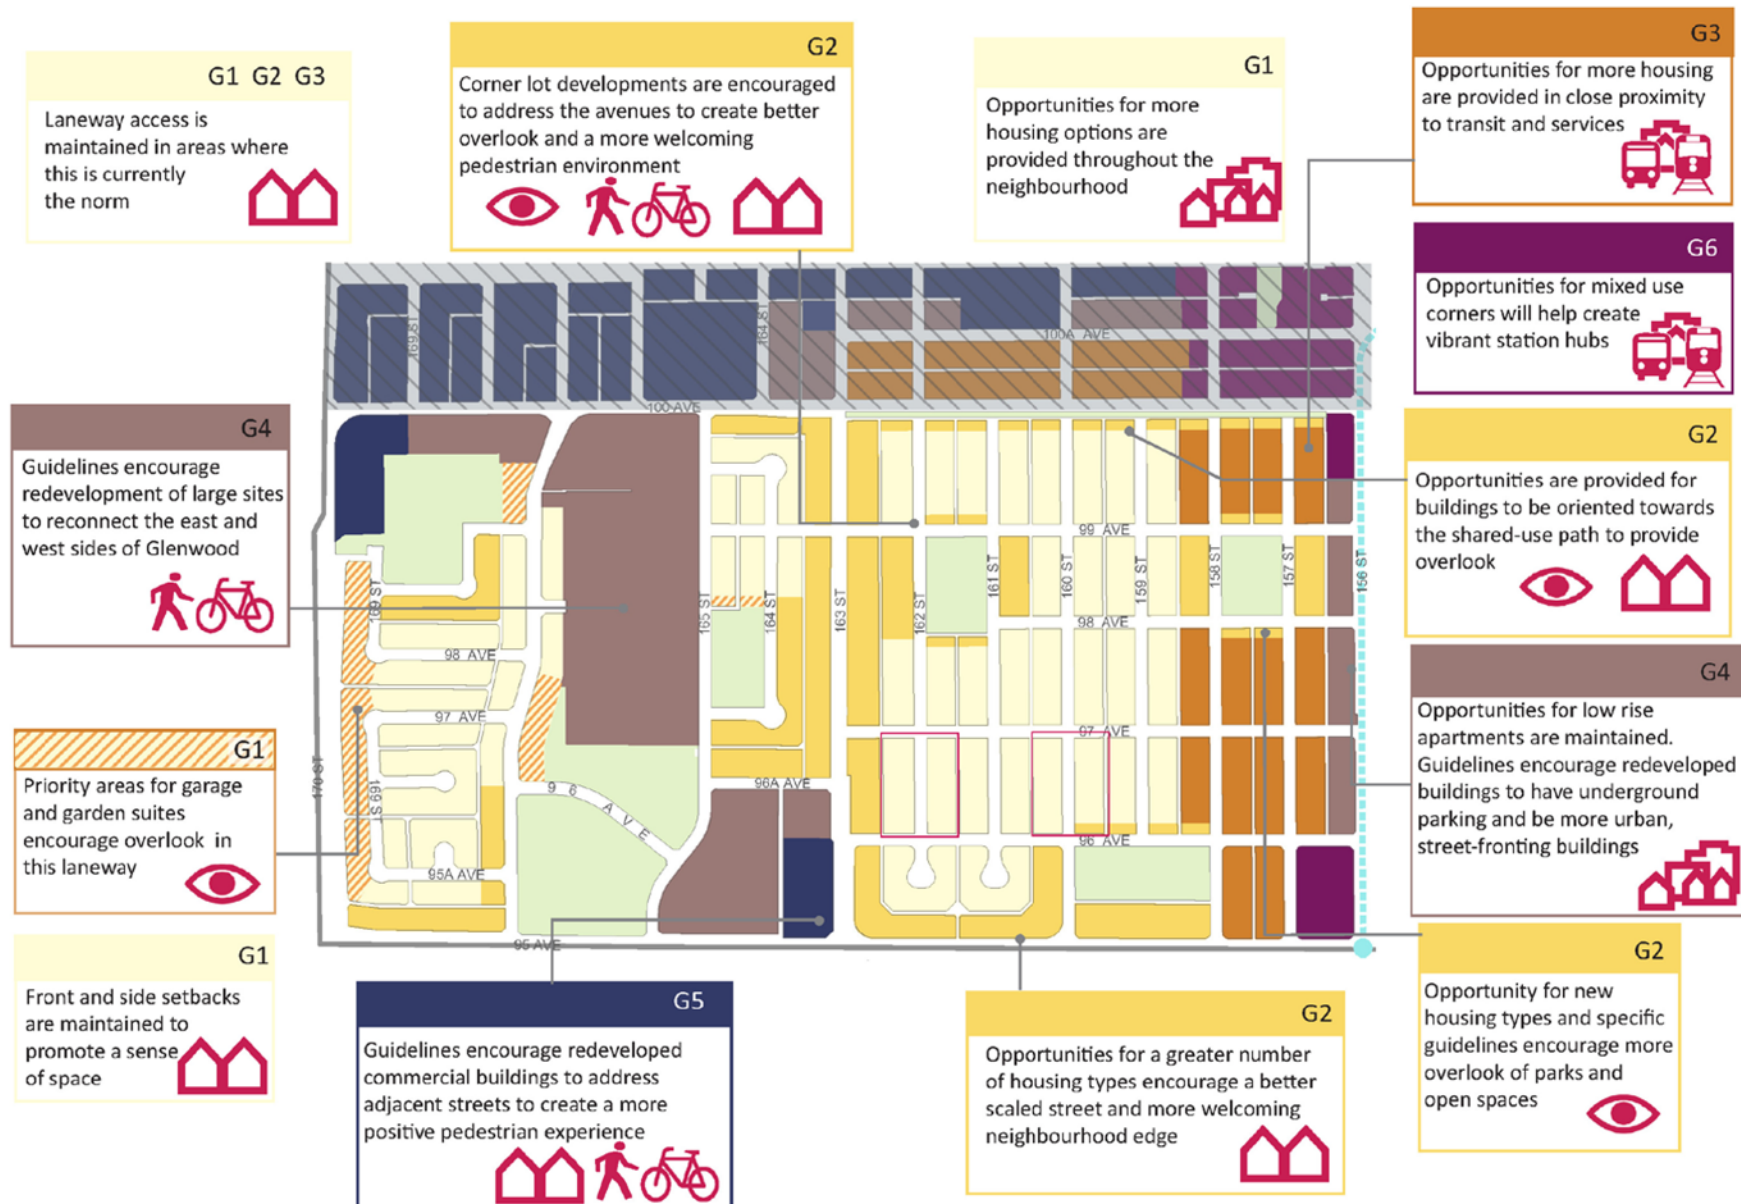 G1 G2 G3
Laneway access is
maintained in areas where
this is currently
the norm
G2
Corner lot developments are encouraged
to address the avenues to create better
overlook and a more welcoming
pedestrian environment
G1
Opportunities for more
housing options are
provided throughout the
neighbourhood
G3
Opportunities for more housing
are provided in close proximity
to transit and services
G6
Opportunities for mixed use
corners will help create
vibrant station hubs
G4
Guidelines encourage
redevelopment of large sites
to reconnect the east and
west sides of Glenwood
G2
Opportunities are provided for
buildings to be oriented towards
the shared-use path to provide
overlook
G4
Opportunities for low rise
apartments are maintained.
Guidelines encourage redeveloped
buildings to have underground
parking and be more urban,
street-fronting buildings
G1
Priority areas for garage
and garden suites
encourage overlook in
this laneway
G1
Front and side setbacks
are maintained to
promote a sense
of space
G5
Guidelines encourage redeveloped
commercial buildings to address
adjacent streets to create a more
positive pedestrian experience
G2
Opportunities for a greater number
of housing types encourage a better
scaled street and more welcoming
neighbourhood edge
G2
Opportunity for new
housing types and specific
guidelines encourage more
overlook of parks and
open spaces
169 ST
164 ST
100A AVE
100 AVE
99 AVE
169 ST
165 ST
164 ST
163 ST
162 ST
161 ST
160 ST
159 ST
158 ST
157 ST
156 ST
98 AVE
98 AVE
97 AVE
97 AVE
170 ST
169 ST
96A AVE
96 AVE
96 AVE
95A AVE
95 AVE